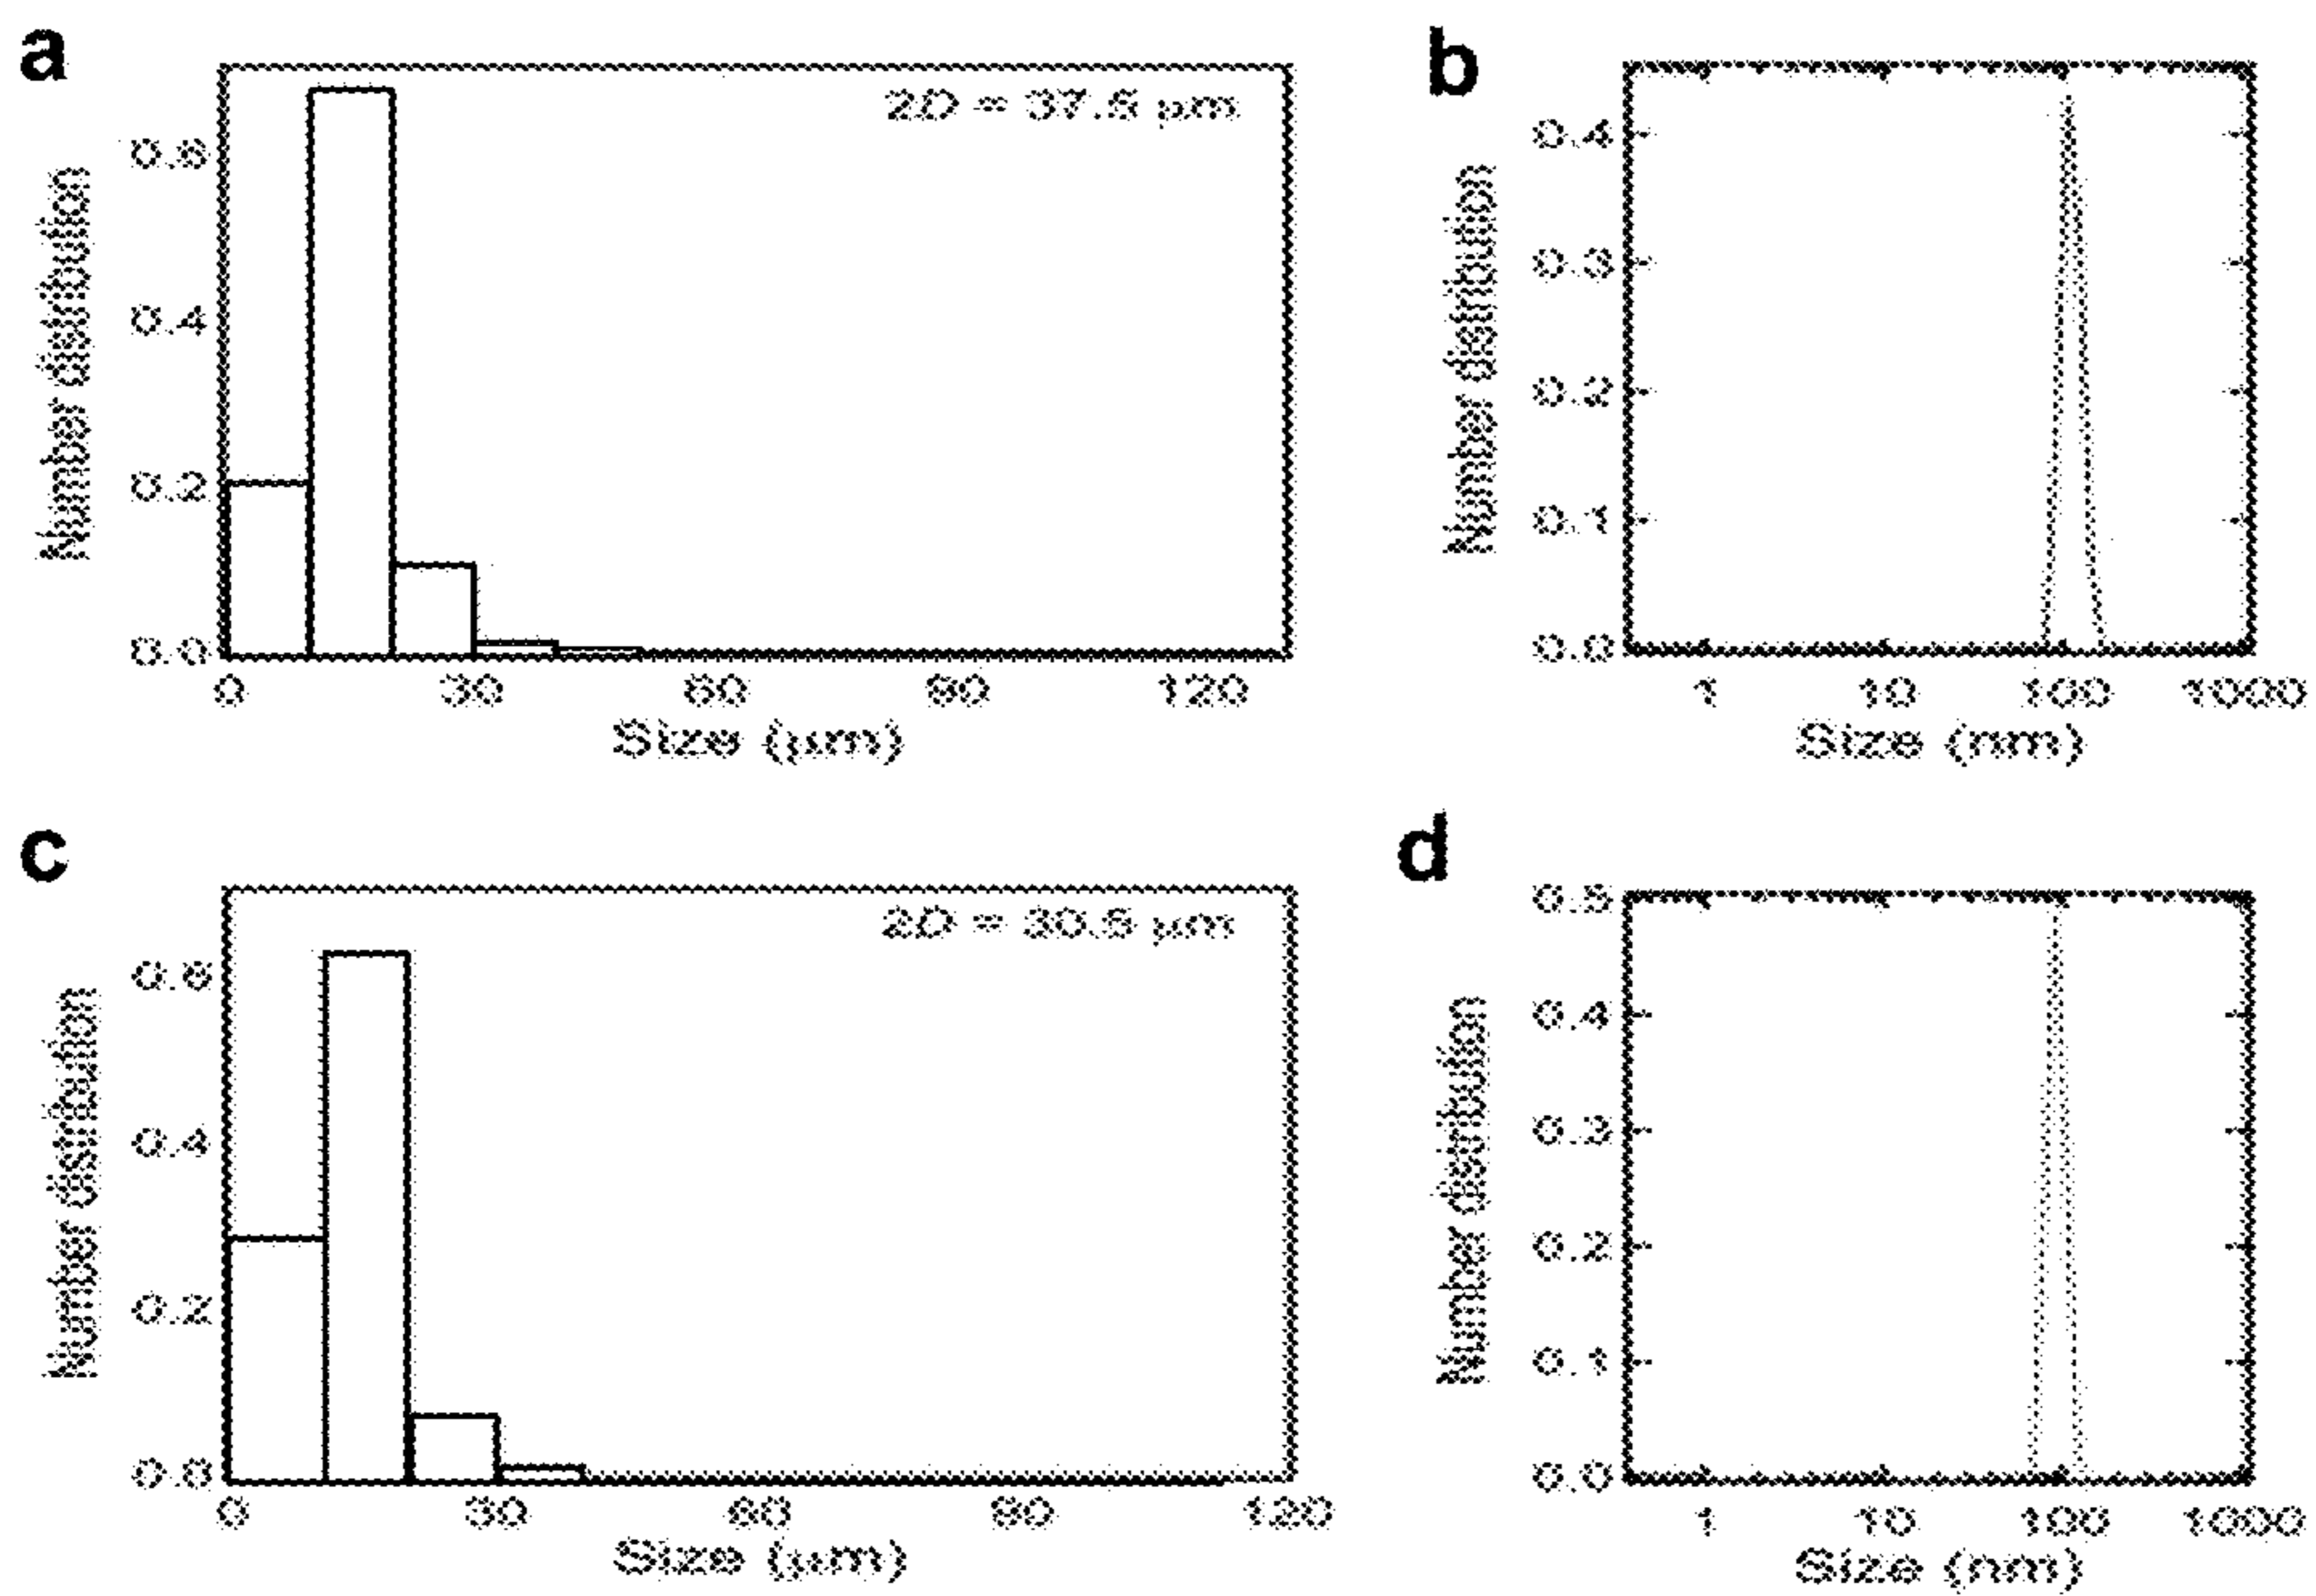 a
2D = 37.5 μm
Number distribution
0.6
0.4
0.2
0.0
0 30 60 90 120
Size (μm)
b
Number distribution
0.4
0.3
0.2
0.1
0.0
1 10 100 1000
Size (nm)
c
2D = 30.5 μm
Number distribution
0.6
0.4
0.2
0.0
0 30 60 90 120
Size (μm)
d
Number distribution
0.5
0.4
0.3
0.2
0.1
0.0
1 10 100 1000
Size (nm)